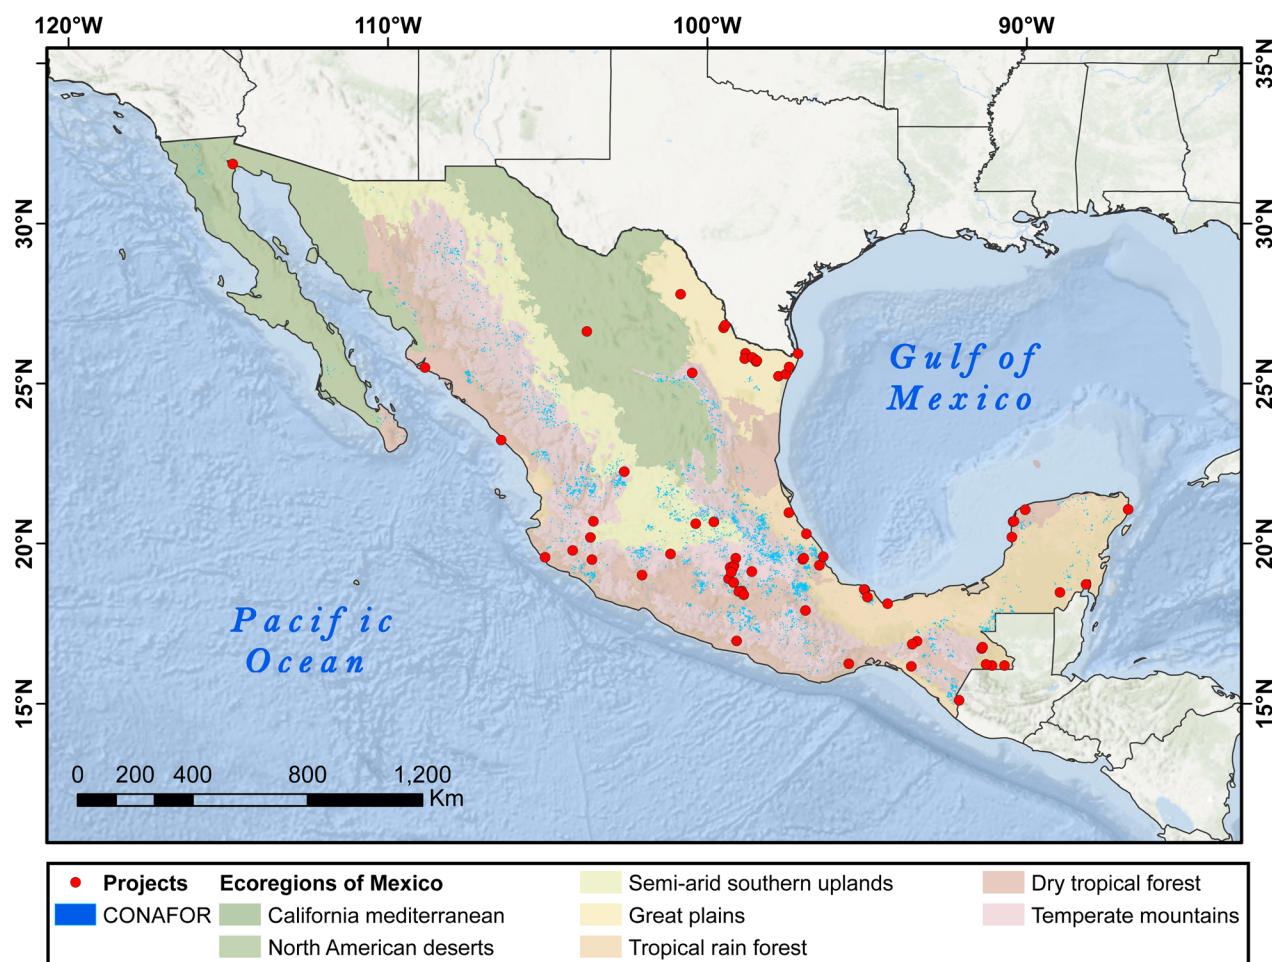 120°W 110°W 100°W 90°W
35°N
30°N 30°N
25°N 25°N
20°N 20°N
15°N 15°N
Gulf of
Mexico
Pacific
Ocean
0 200 400 800 1,200
Km
Projects
CONAFOR
Ecoregions of Mexico
California mediterranean
North American deserts
Semi-arid southern uplands
Great plains
Tropical rain forest
Dry tropical forest
Temperate mountains